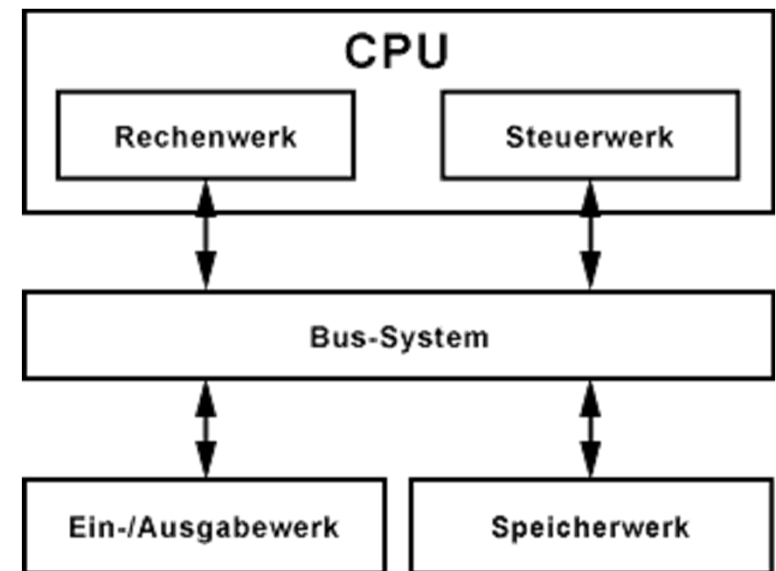 CPU
Rechenwerk
Steuerwerk
Bus-System
Ein-/Ausgabewerk
Speicherwerk